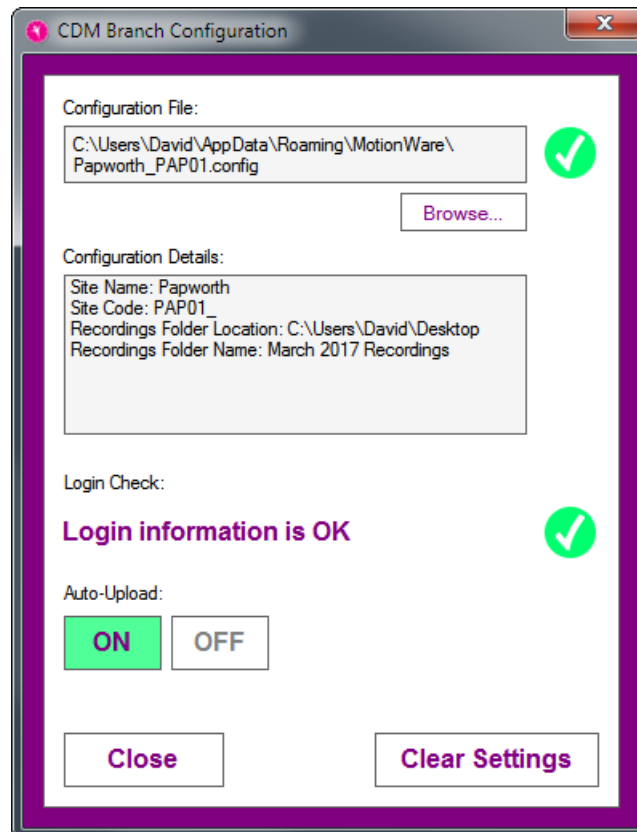 CDM Branch Configuration
Configuration File:
C:\Users\David\AppData\Roaming\MotionWare\
Papworth_PAP01.config
Browse...
Configuration Details:
Site Name: Papworth
Site Code: PAP01_
Recordings Folder Location: C:\Users\David\Desktop
Recordings Folder Name: March 2017 Recordings
Login Check:
Login information is OK
Auto-Upload:
ON OFF
Close Clear Settings